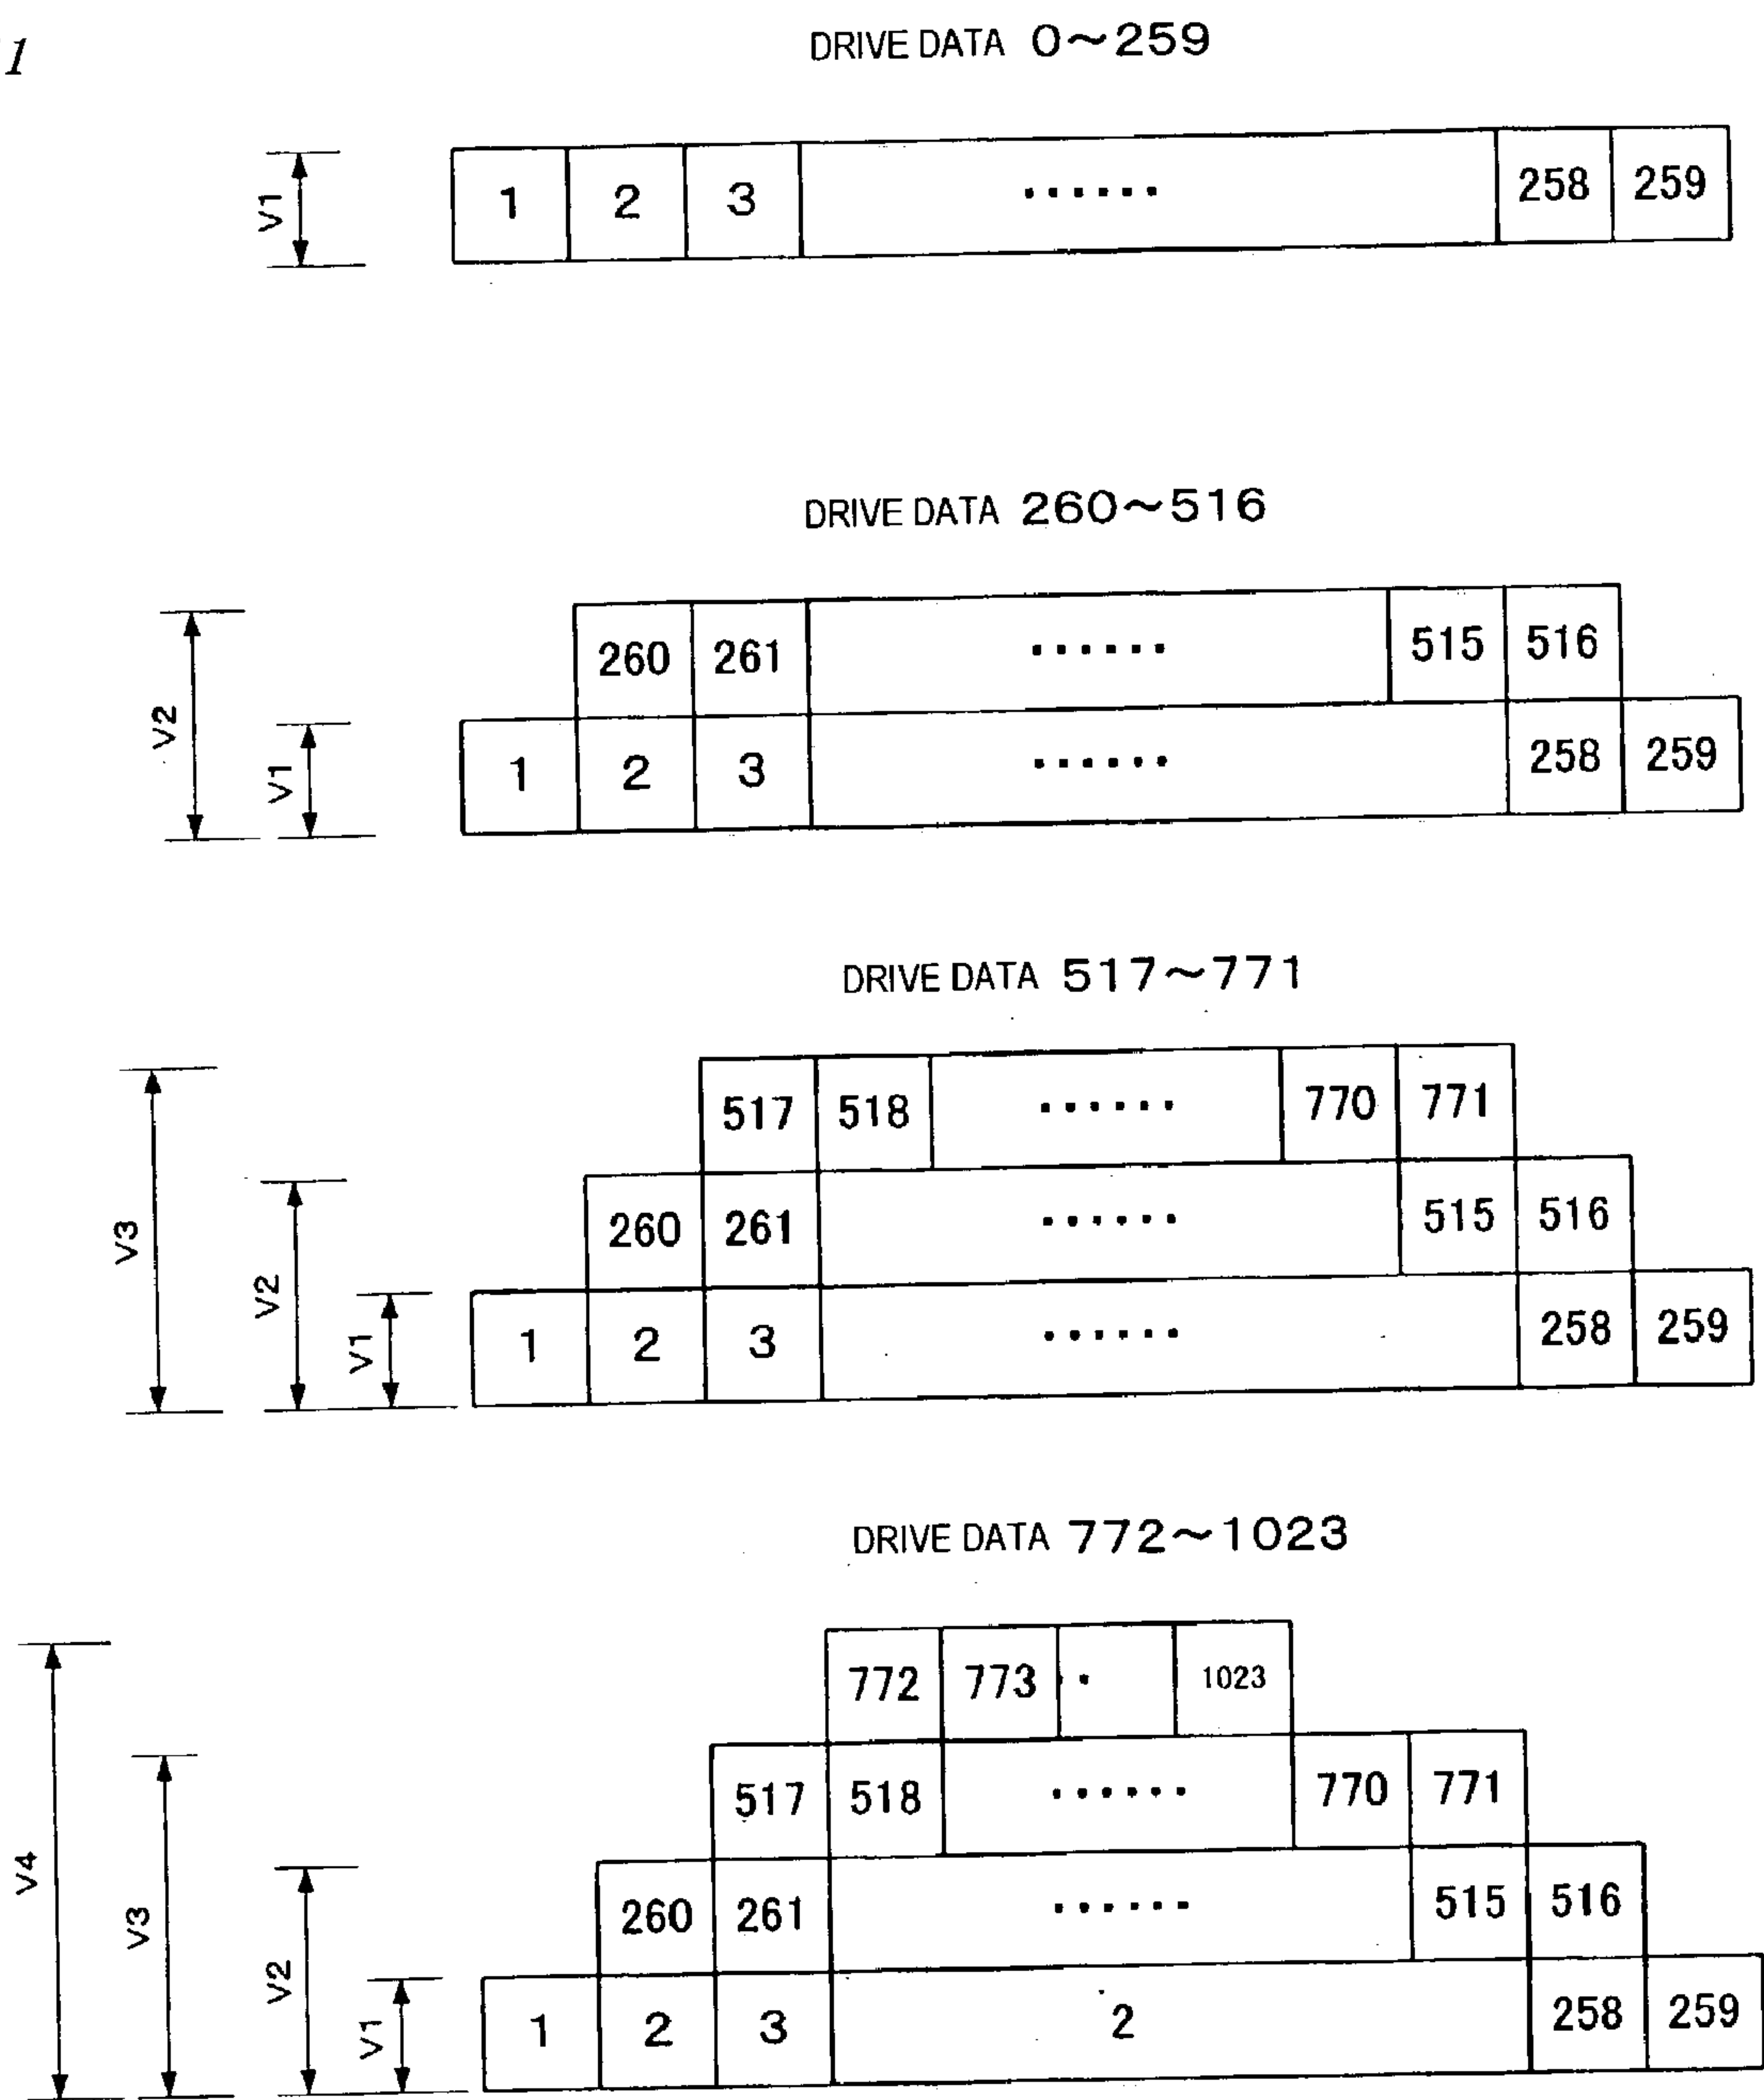 1
DRIVE DATA 0~259
V1
1 2 3 ...... 258 259
DRIVE DATA 260~516
V2
V1
260 261 ...... 515 516
1 2 3 ...... 258 259
DRIVE DATA 517~771
V3
V2
V1
517 518 ...... 770 771
260 261 ...... 515 516
1 2 3 ...... 258 259
DRIVE DATA 772~1023
V4
V3
V2
V1
772 773 · 1023
517 518 ...... 770 771
260 261 ...... 515 516
1 2 3 2 258 259